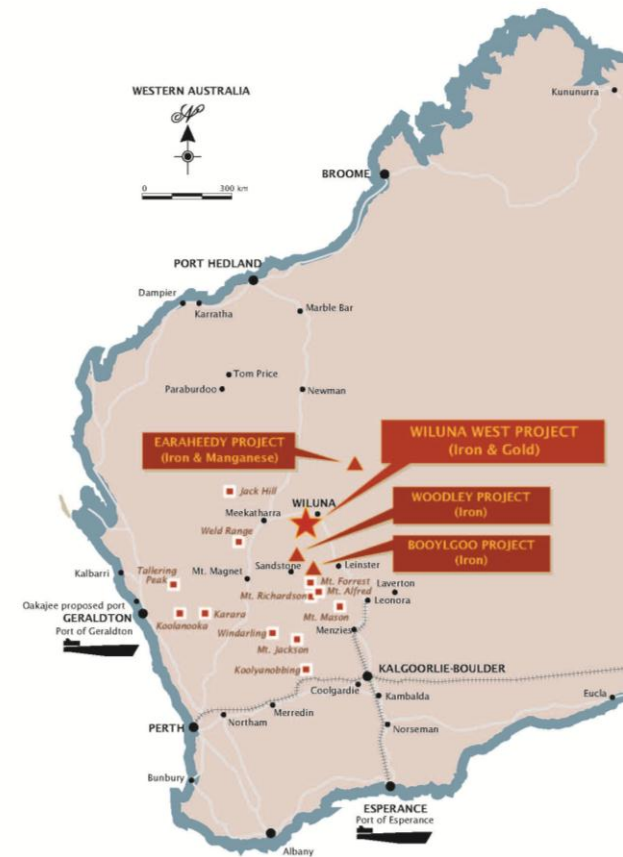 WESTERN AUSTRALIA
N
0 300 km
Kununurra
BROOME
PORT HEDLAND
Dampier
Karratha
Marble Bar
Tom Price
Paraburdoo
Newman
EARAHEEDY PROJECT
(Iron & Manganese)
WILUNA WEST PROJECT
(Iron & Gold)
Jack Hill
WILUNA
WOODLEY PROJECT
(Iron)
Meekatharra
Weld Range
BOOYLGOO PROJECT
(Iron)
Kalbarri
Tallering
Peak
Mt. Magnet
Sandstone
Leinster
Mt. Forrest
Laverton
Mt. Richardson
Mt. Alfred
Leonora
Oakajee proposed port
GERALDTON
Port of Geraldton
Koolanooka
Karara
Mt. Mason
Windarling
Menzies
Mt. Jackson
Koolyanobbing
KALGOORLIE-BOULDER
Coolgardie
Kambalda
Eucla
Merredin
Northam
PERTH
Norseman
Bunbury
ESPERANCE
Port of Esperance
Albany